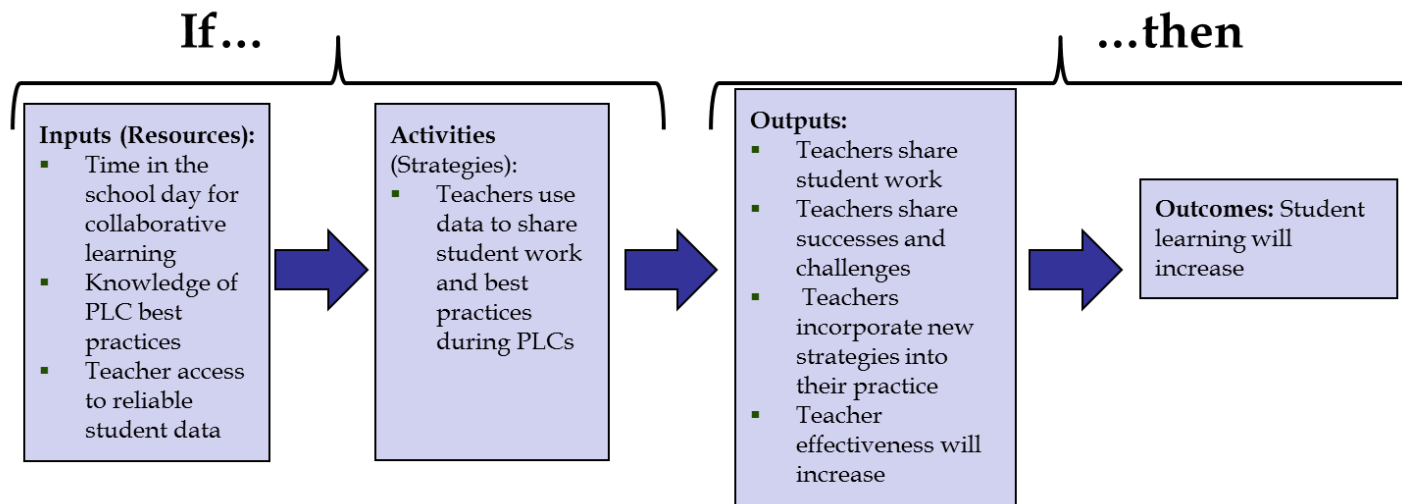 If…
…then
Inputs (Resources):
▪ Time in the
school day for
collaborative
learning
▪ Knowledge of
PLC best
practices
▪ Teacher access
to reliable
student data
Activities
(Strategies):
▪ Teachers use
data to share
student work
and best
practices
during PLCs
Outputs:
▪ Teachers share
student work
▪ Teachers share
successes and
challenges
▪ Teachers
incorporate new
strategies into
their practice
▪ Teacher
effectiveness will
increase
Outcomes: Student
learning will
increase